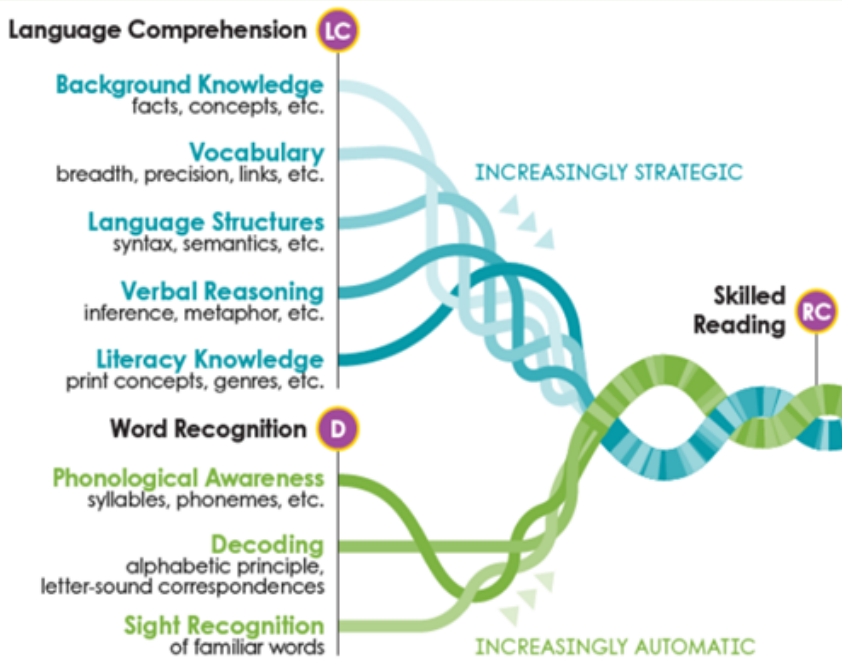 Language Comprehension LC
Background Knowledge
facts, concepts, etc.
Vocabulary
breadth, precision, links, etc.
Language Structures
syntax, semantics, etc.
Verbal Reasoning
inference, metaphor, etc.
Literacy Knowledge
print concepts, genres, etc.
INCREASINGLY STRATEGIC
Skilled
Reading
RC
Word Recognition D
Phonological Awareness
syllables, phonemes, etc.
Decoding
alphabetic principle,
letter-sound correspondences
Sight Recognition
of familiar words
INCREASINGLY AUTOMATIC